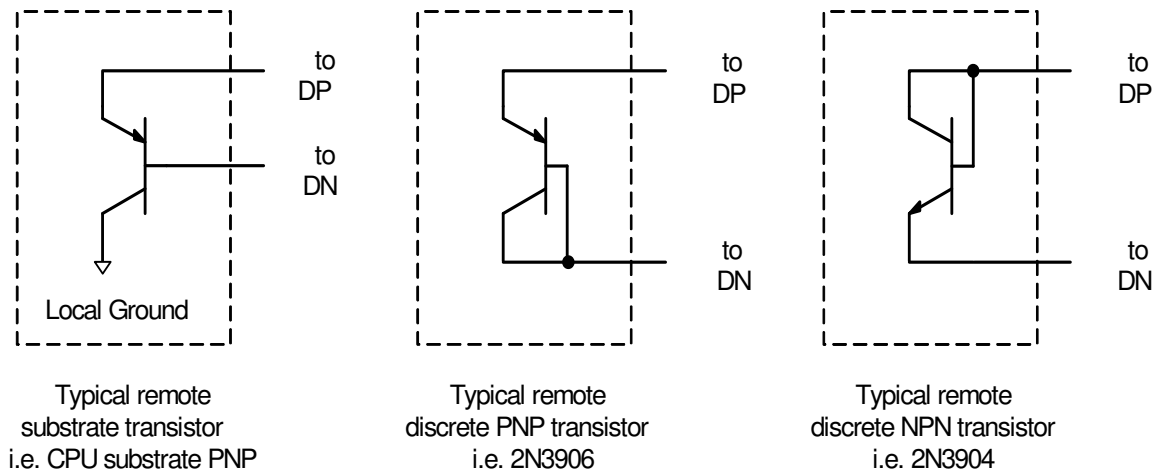 to
DP
to
DN
Local Ground
Typical remote
substrate transistor
i.e. CPU substrate PNP
to
DP
to
DN
Typical remote
discrete PNP transistor
i.e. 2N3906
to
DP
to
DN
Typical remote
discrete NPN transistor
i.e. 2N3904